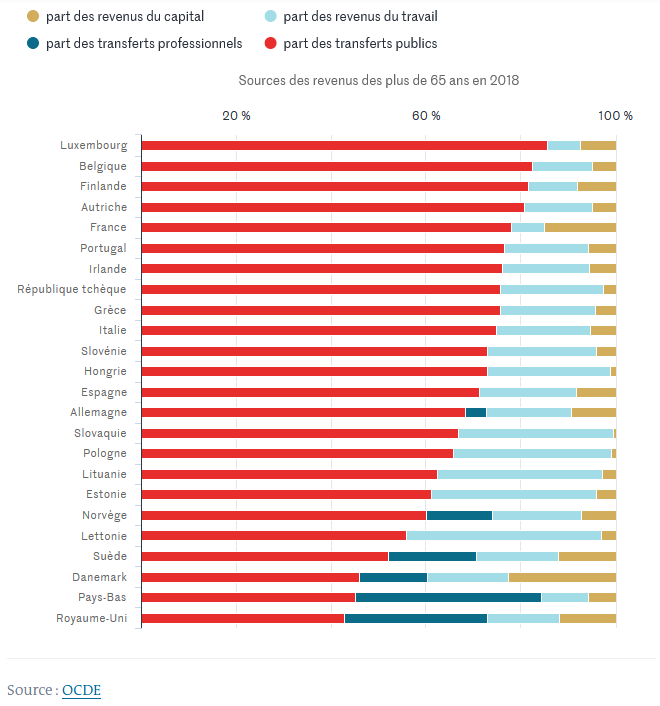 part des revenus du capital
part des revenus du travail
part des transferts professionnels
part des transferts publics
Sources des revenus des plus de 65 ans en 2018
20 %
60 %
100 %
Luxembourg
Belgique
Finlande
Autriche
France
Portugal
Irlande
République tchèque
Grèce
Italie
Slovénie
Hongrie
Espagne
Allemagne
Slovaquie
Pologne
Lituanie
Estonie
Norvège
Lettonie
Suède
Danemark
Pays-Bas
Royaume-Uni
Source : OCDE